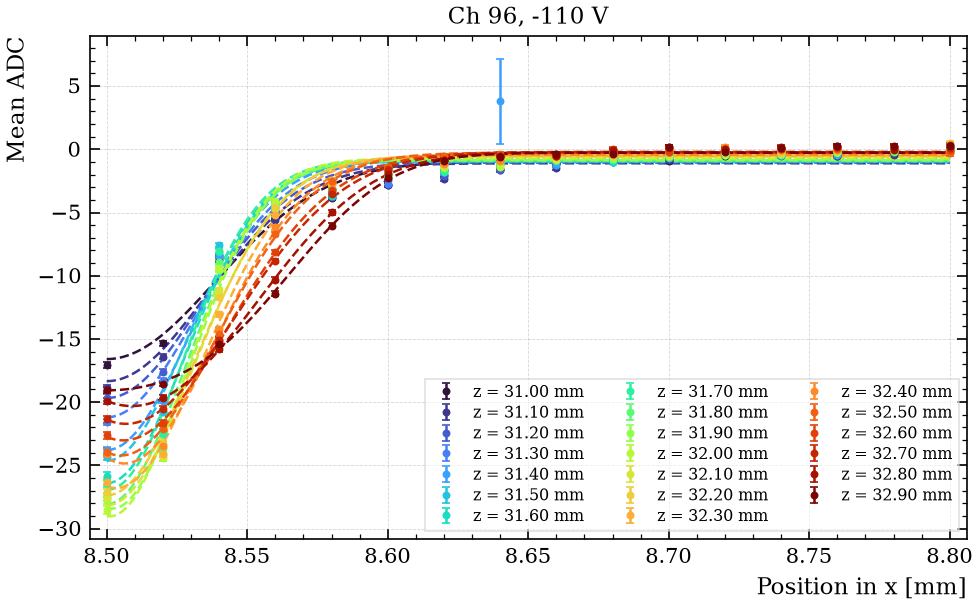 Ch 96, -110 V
Mean ADC
5
0
−5
−10
−15
−20
−25
−30
z = 31.00 mm
z = 31.10 mm
z = 31.20 mm
z = 31.30 mm
z = 31.40 mm
z = 31.50 mm
z = 31.60 mm
z = 31.70 mm
z = 31.80 mm
z = 31.90 mm
z = 32.00 mm
z = 32.10 mm
z = 32.20 mm
z = 32.30 mm
z = 32.40 mm
z = 32.50 mm
z = 32.60 mm
z = 32.70 mm
z = 32.80 mm
z = 32.90 mm
8.50 8.55 8.60 8.65 8.70 8.75 8.80
Position in x [mm]